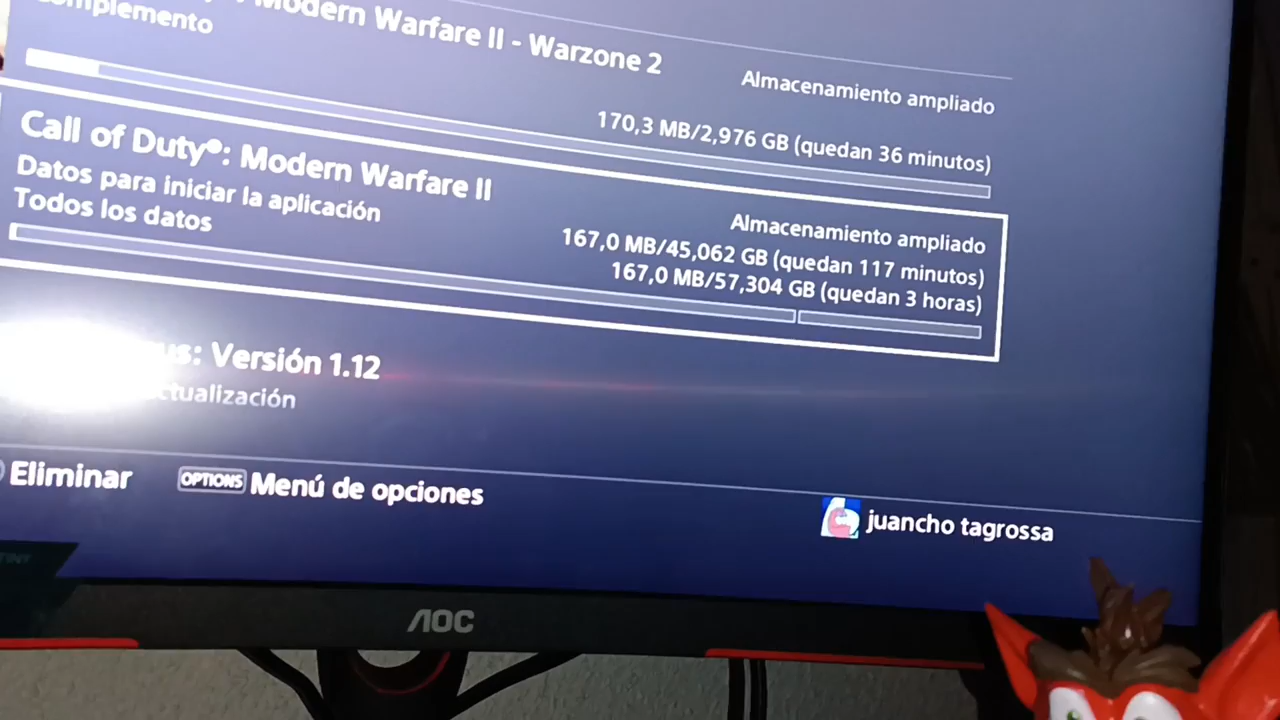 Modern Warfare II - Warzone 2
Complemento
Almacenamiento ampliado
170,3 MB/2,976 GB (quedan 36 minutos)
Call of Duty®: Modern Warfare II
Datos para iniciar la aplicación
Todos los datos
Almacenamiento ampliado
167,0 MB/45,062 GB (quedan 117 minutos)
167,0 MB/57,304 GB (quedan 3 horas)
: Versión 1.12
Eliminar
OPTIONS Menú de opciones
juancho tagrossa
AOC